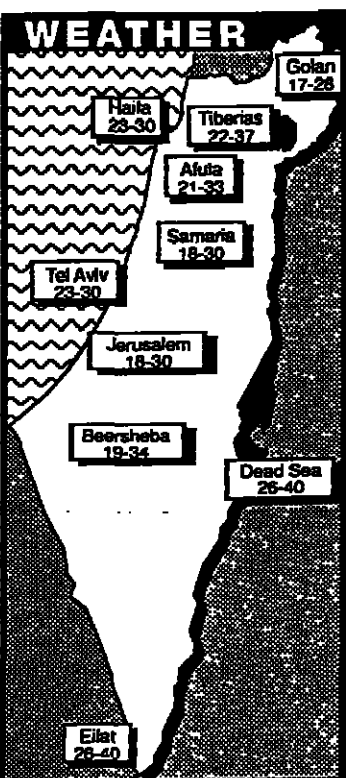 WEATHER
Golan
17-28
Haifa
23-30
Tiberias
22-37
Afula
21-33
Samaria
18-30
Tel Aviv
23-30
Jerusalem
18-30
Beersheba
19-34
Dead Sea
26-40
Eilat
26-40